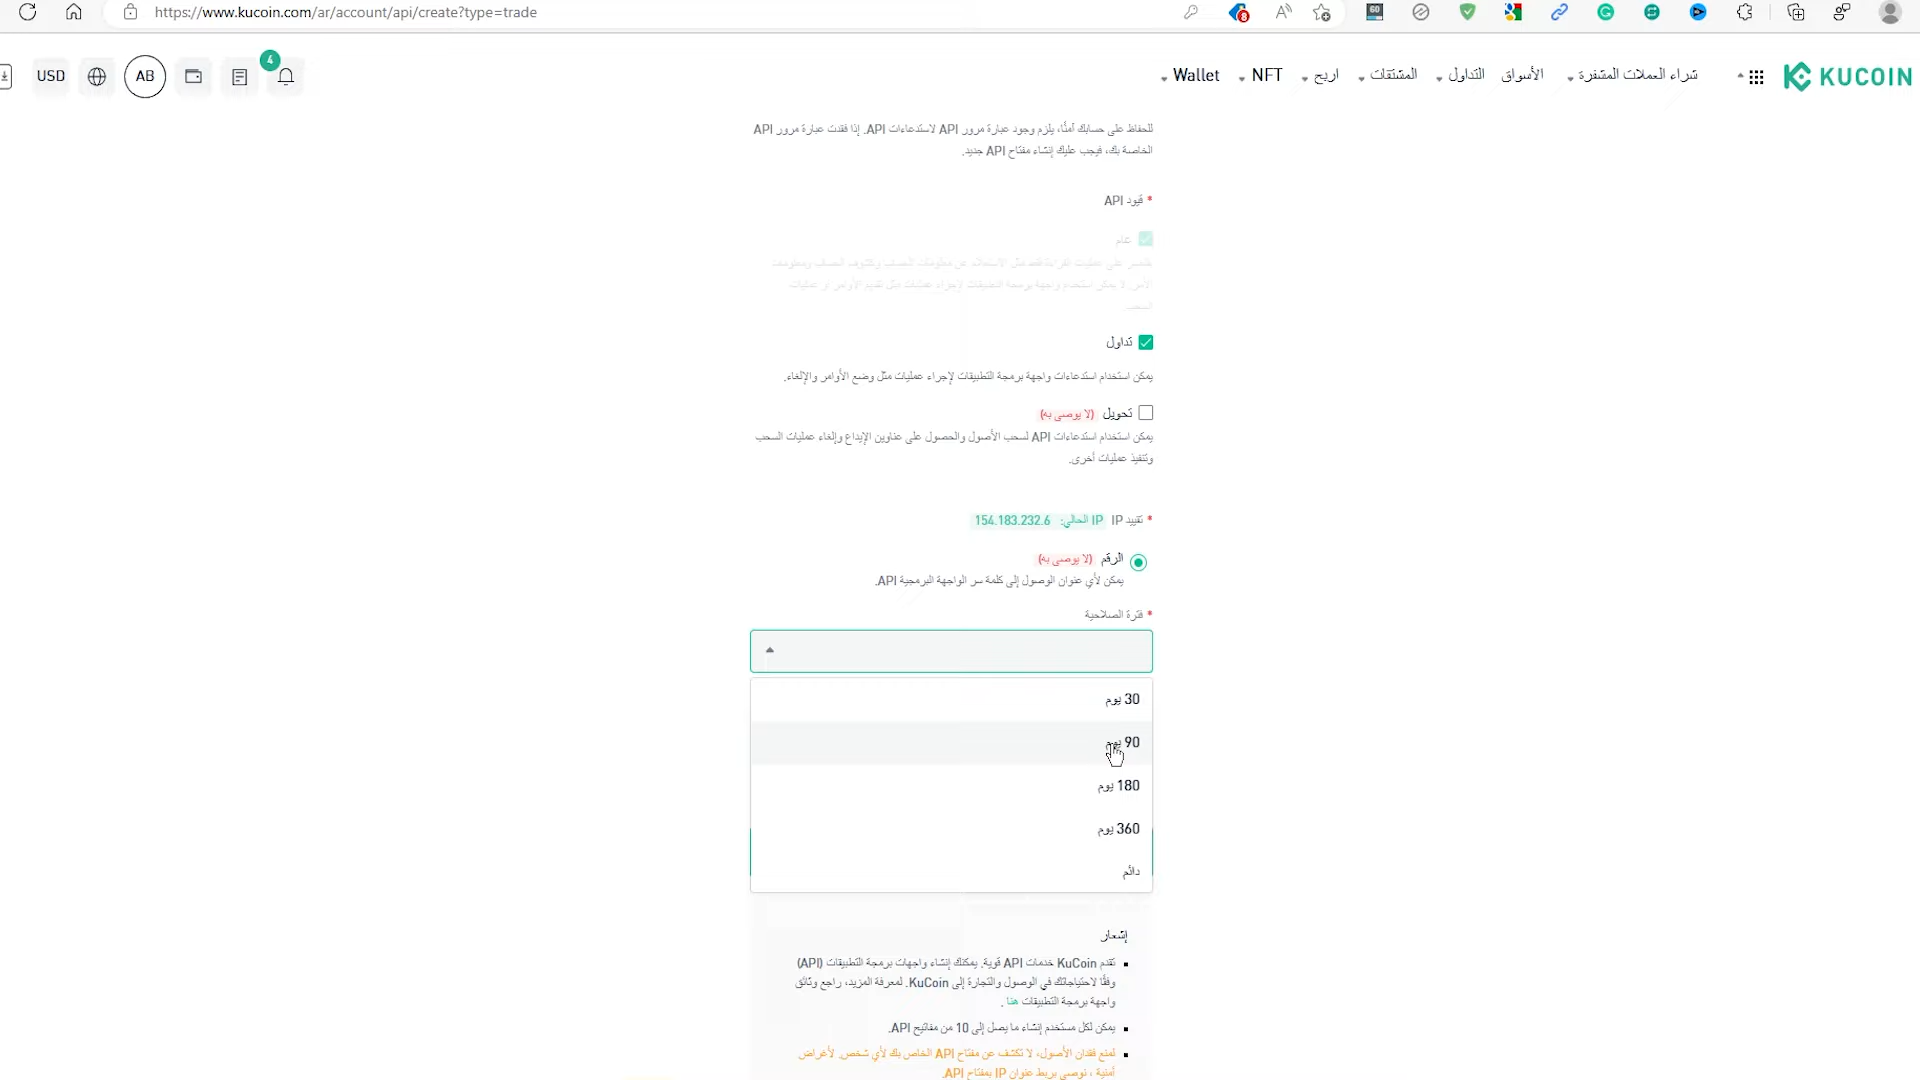 https://www.kucoin.com/ar/account/api/create?type=trade
8
GD
KUCOIN
شراء العملات المشفرة
الأسواق
التداول
المشتقات
اربح
NFT
Wallet
4
AB
USD
للحفاظ على حسابك آمنًا، يلزم وجود عبارة مرور API لاستدعاءات API. إذا فقدت عبارة مرور API
الخاصة بك، فيجب عليك إنشاء مفتاح API جديد.
* قيود API
عام
السحب.
تداول
يمكن استخدام استدعاءات واجهة برمجة التطبيقات لإجراء عمليات مثل وضع الأوامر والإلغاء.
تحويل (لا يوصى به)
يمكن استخدام استدعاءات API لسحب الأصول والحصول على عناوين الإيداع وإلغاء عمليات السحب
وتنفيذ عمليات أخرى.
* تقييد IP IP الحالي: 154.183.232.6
الرقم (لا يوصى به)
يمكن لأي عنوان الوصول إلى كلمة سر الواجهة البرمجية API.
* فترة الصلاحية
30 يوم
90 يوم
180 يوم
360 يوم
دائم
إشعار
تقدم KuCoin خدمات API قوية. يمكنك إنشاء واجهات برمجة التطبيقات (API)
وفقًا لاحتياجاتك في الوصول والتجارة إلى KuCoin. لمعرفة المزيد، راجع وثائق
واجهة برمجة التطبيقات هنا .
يمكن لكل مستخدم إنشاء ما يصل إلى 10 من مفاتيح API.
لمنع فقدان الأصول، لا تكشف عن مفتاح API الخاص بك لأي شخص. لأغراض
أمنية ، نوصي بربط عنوان IP بمفتاح API.